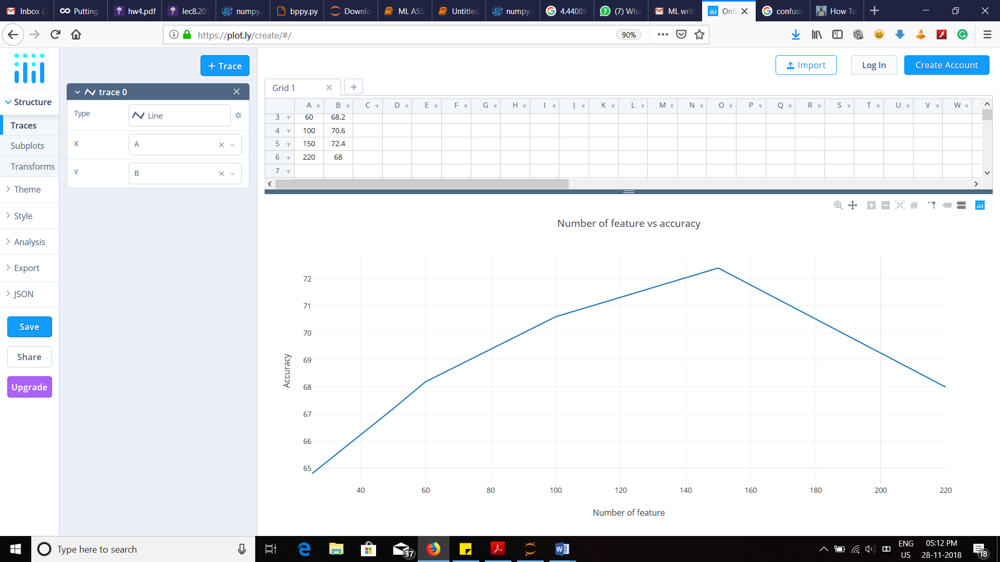 Inbox (2
Putting
hw4.pdf
lec8.201
numpy.
bppy.py
Downlo
ML ASS
Untitled
numpy.
4.44089
(7) Wha
ML writ
Onli
confusi
How To
https://plot.ly/create/#/
90%
+ Trace
Import
Log In
Create Account
trace 0
Type
Line
X
A
Y
B
Structure
Traces
Subplots
Transforms
Theme
Style
Analysis
Export
JSON
Save
Share
Upgrade
Grid 1
A B C D E F G H I J K L M N O P Q R S T U V W
3 60 68.2
4 100 70.6
5 150 72.4
6 220 68
7
Number of feature vs accuracy
72
71
70
69
68
67
66
65
Accuracy
40 60 80 100 120 140 160 180 200 220
Number of feature
Type here to search
37
ENG
US
05:12 PM
28-11-2018
18